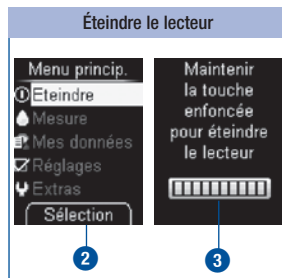 Éteindre le lecteur
Menu princip.
Eteindre
Mesure
Mes données
Réglages
Extras
Sélection
2
Maintenir
la touche
enfoncée
pour éteindre
le lecteur
3